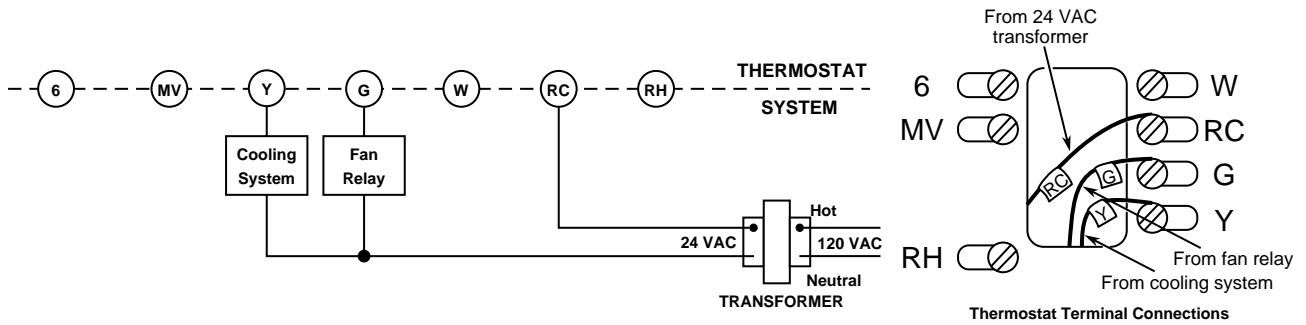 6 MV Y G W RC RH
THERMOSTAT
SYSTEM
Cooling
System
Fan
Relay
Hot
24 VAC
120 VAC
Neutral
TRANSFORMER
From 24 VAC
transformer
6
MV
RH
W
RC
G
Y
RC
G
Y
From fan relay
From cooling system
Thermostat Terminal Connections